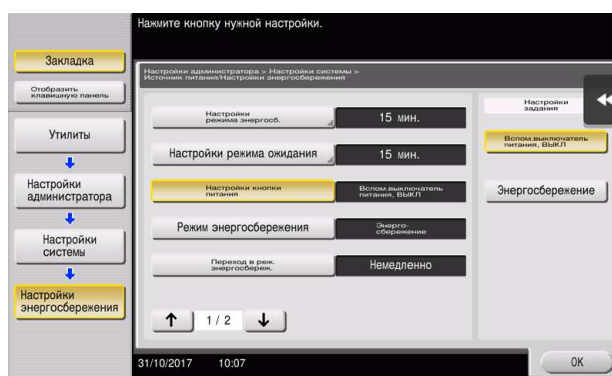 Нажмите кнопку нужной настройки.
Закладка
Отобразить
клавишную панель
Утилиты
Настройки
администратора
Настройки
системы
Настройки
энергосбережения
Настройки администратора > Настройки системы >
Источник питания/Настройки энергосбережения
Настройки
режима энергосб.
15 мин.
Настройки режима ожидания
15 мин.
Настройки кнопки
питания
Вспом.выключатель
питания, ВЫКЛ
Режим энергосбережения
Энерго-
сбережение
Переход в реж.
энергосбереж.
Немедленно
↑ 1 / 2 ↓
Настройки
задания
Вспом.выключатель
питания, ВЫКЛ
Энергосбережение
31/10/2017 10:07
OK